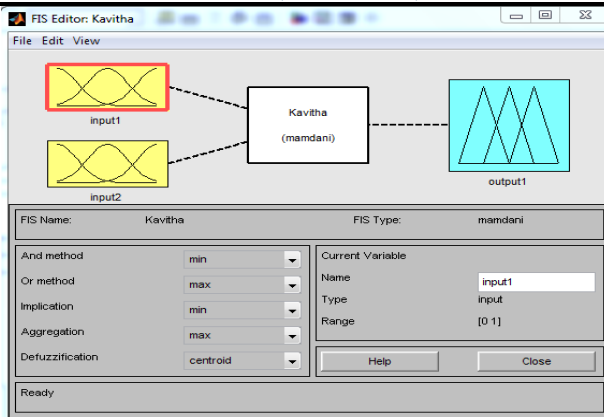 FIS Editor: Kavitha
File Edit View
input1
input2
Kavitha
(mamdani)
output1
FIS Name: Kavitha FIS Type: mamdani
And method min
Or method max
Implication min
Aggregation max
Defuzzification centroid
Current Variable
Name input1
Type input
Range [0 1]
Help Close
Ready